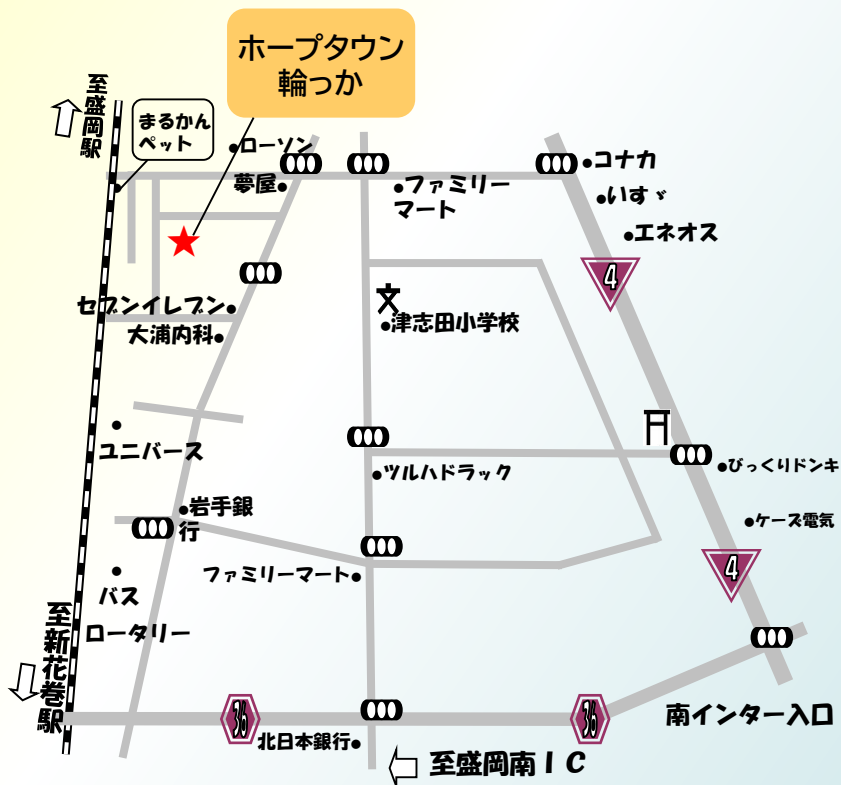 ホープタウン
輪っか
至盛岡駅
まるかん
ペット
ローソン
夢屋
ファミリー
マート
コナカ
いすゞ
エネオス
4
セブンイレブン
大浦内科
文
津志田小学校
ユニバース
ツルハドラック
びっくりドンキ
岩手銀
行
ケーズ電気
4
ファミリーマート
バス
ロータリー
至新花巻駅
36
36
南インター入口
北日本銀行
至盛岡南IC